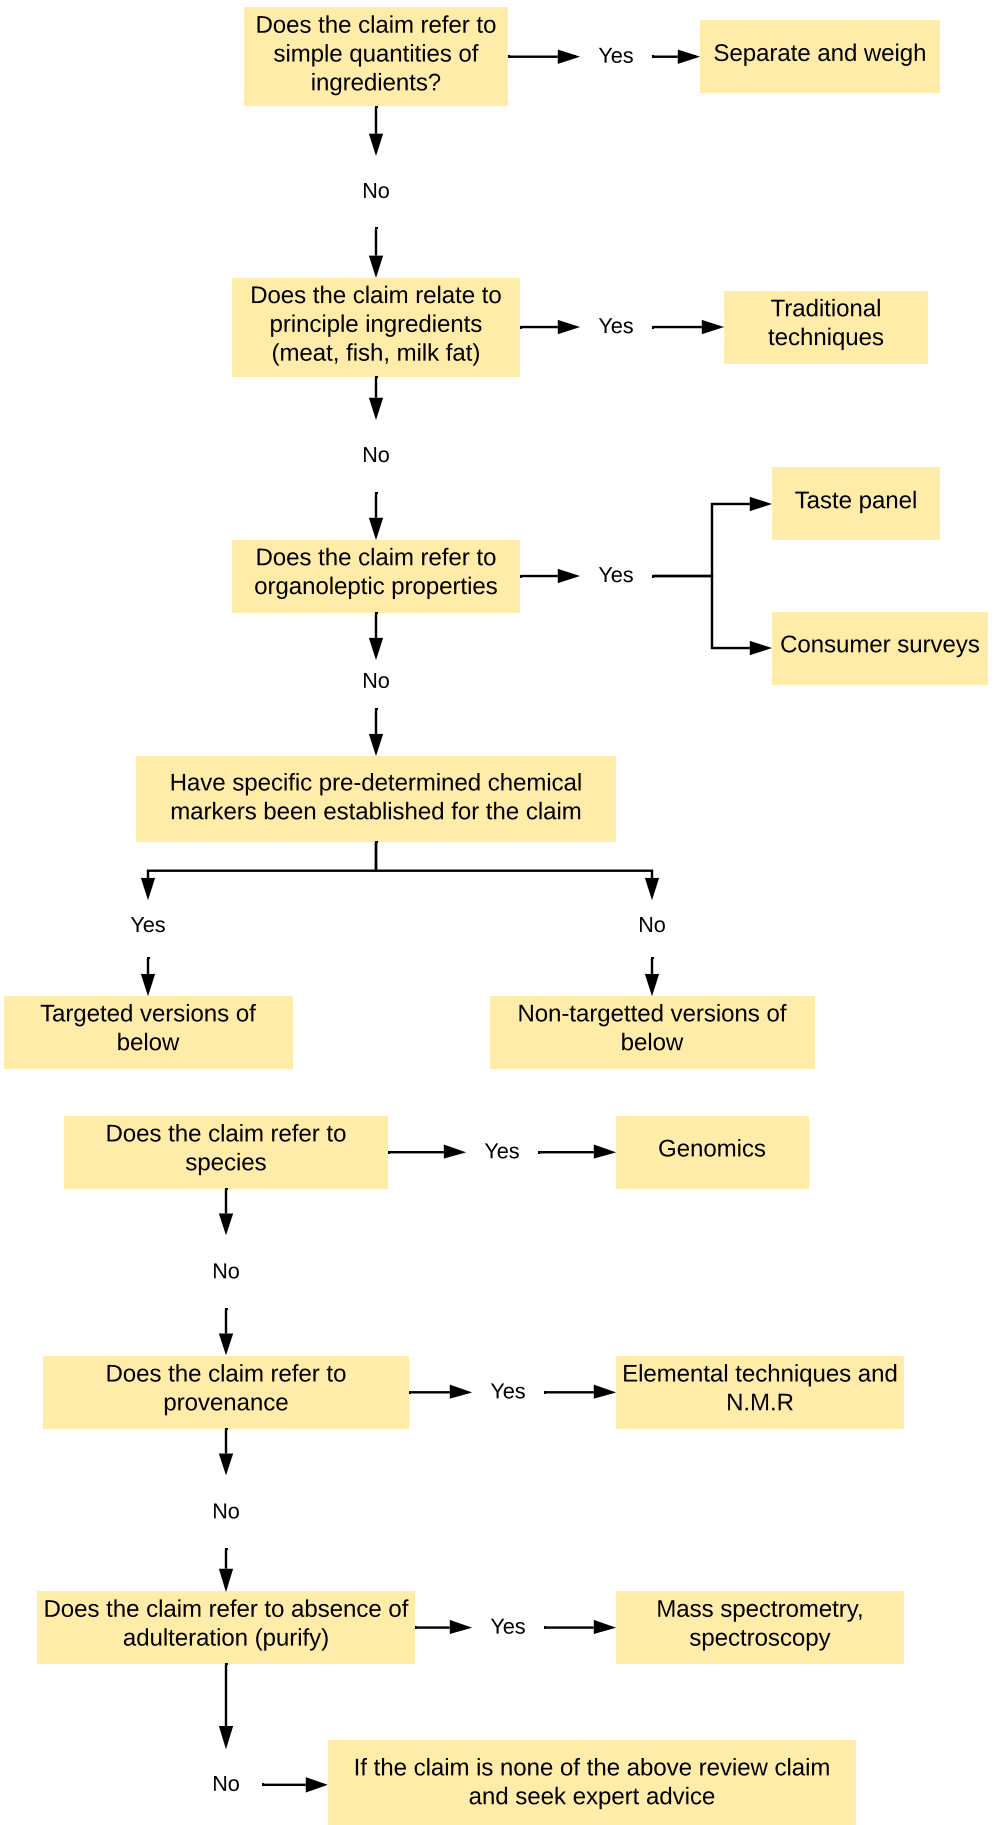 Does the claim refer to
simple quantities of
ingredients?
Yes
Separate and weigh
No
Does the claim relate to
principle ingredients
(meat, fish, milk fat)
Yes
Traditional
techniques
No
Does the claim refer to
organoleptic properties
Yes
Taste panel
Consumer surveys
No
Have specific pre-determined chemical
markers been established for the claim
Yes
No
Targeted versions of
below
Non-targetted versions of
below
Does the claim refer to
species
Yes
Genomics
No
Does the claim refer to
provenance
Yes
Elemental techniques and
N.M.R
No
Does the claim refer to absence of
adulteration (purify)
Yes
Mass spectrometry,
spectroscopy
No
If the claim is none of the above review claim
and seek expert advice